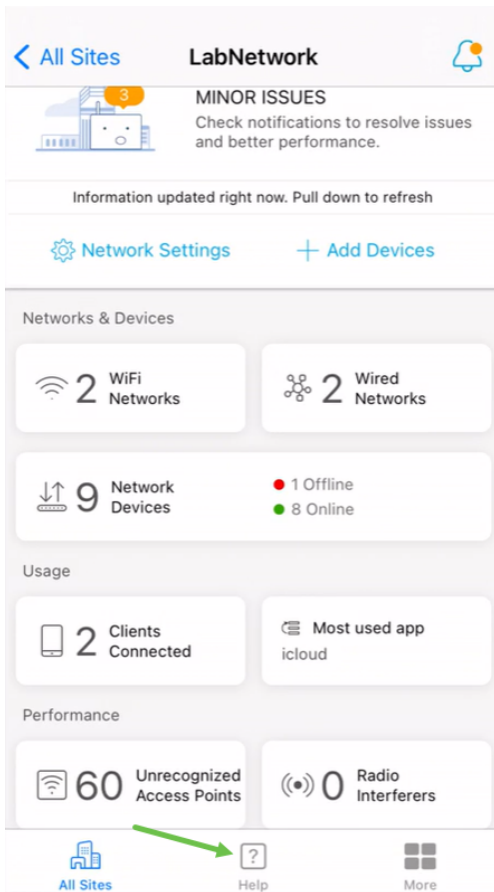 All Sites
LabNetwork
3
MINOR ISSUES
Check notifications to resolve issues
and better performance.
Information updated right now. Pull down to refresh
Network Settings
Add Devices
Networks & Devices
2 WiFi
Networks
2 Wired
Networks
9 Network
Devices
1 Offline
8 Online
Usage
2 Clients
Connected
Most used app
icloud
Performance
60 Unrecognized
Access Points
0 Radio
Interferers
?
All Sites
Help
More